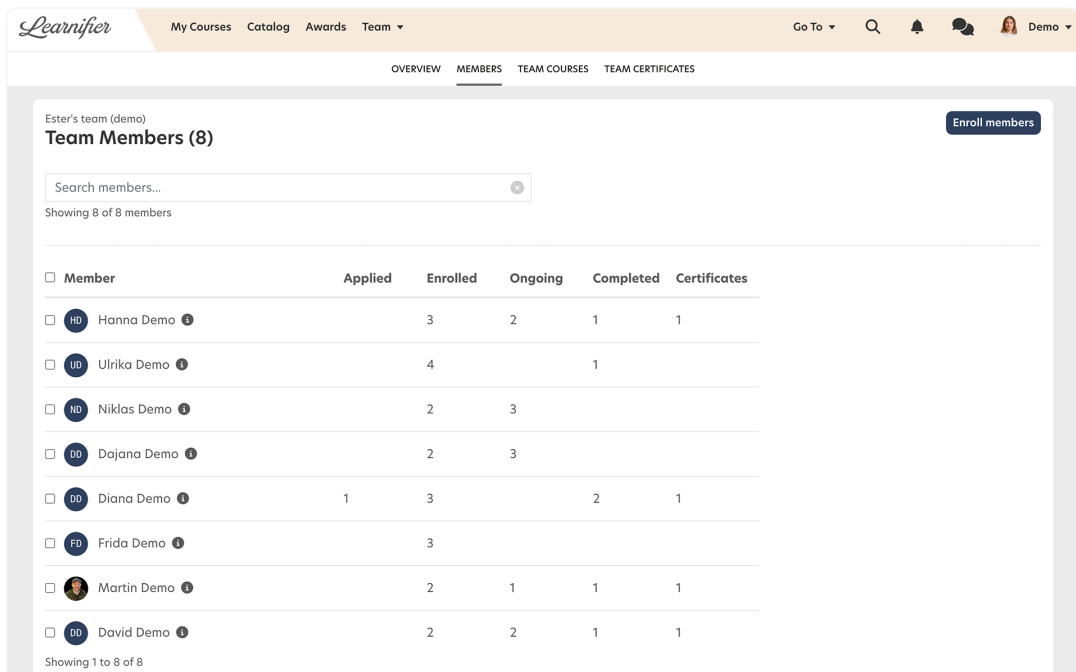 Learnifier My Courses Catalog Awards Team Go To Demo
OVERVIEW MEMBERS TEAM COURSES TEAM CERTIFICATES
Ester's team (demo)
Team Members (8)
Enroll members
Search members...
Showing 8 of 8 members
Member Applied Enrolled Ongoing Completed Certificates
HD Hanna Demo 3 2 1 1
UD Ulrika Demo 4 1
ND Niklas Demo 2 3
DD Dajana Demo 2 3
DD Diana Demo 1 3 2 1
FD Frida Demo 3
Martin Demo 2 1 1 1
DD David Demo 2 2 1 1
Showing 1 to 8 of 8